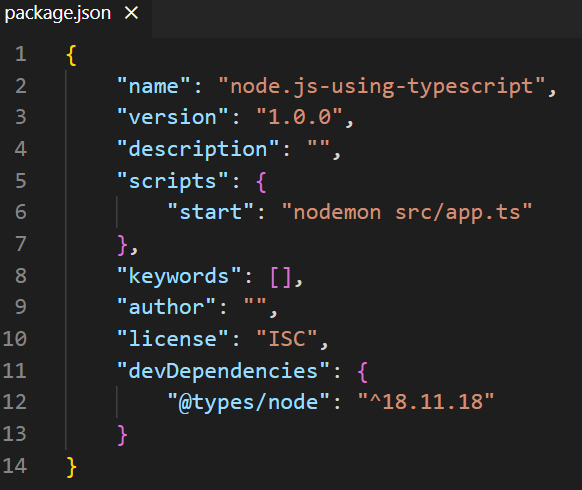 package.json ×
1 {
2 "name": "node.js-using-typescript",
3 "version": "1.0.0",
4 "description": "",
5 "scripts": {
6 "start": "nodemon src/app.ts"
7 },
8 "keywords": [],
9 "author": "",
10 "license": "ISC",
11 "devDependencies": {
12 "@types/node": "^18.11.18"
13 }
14 }